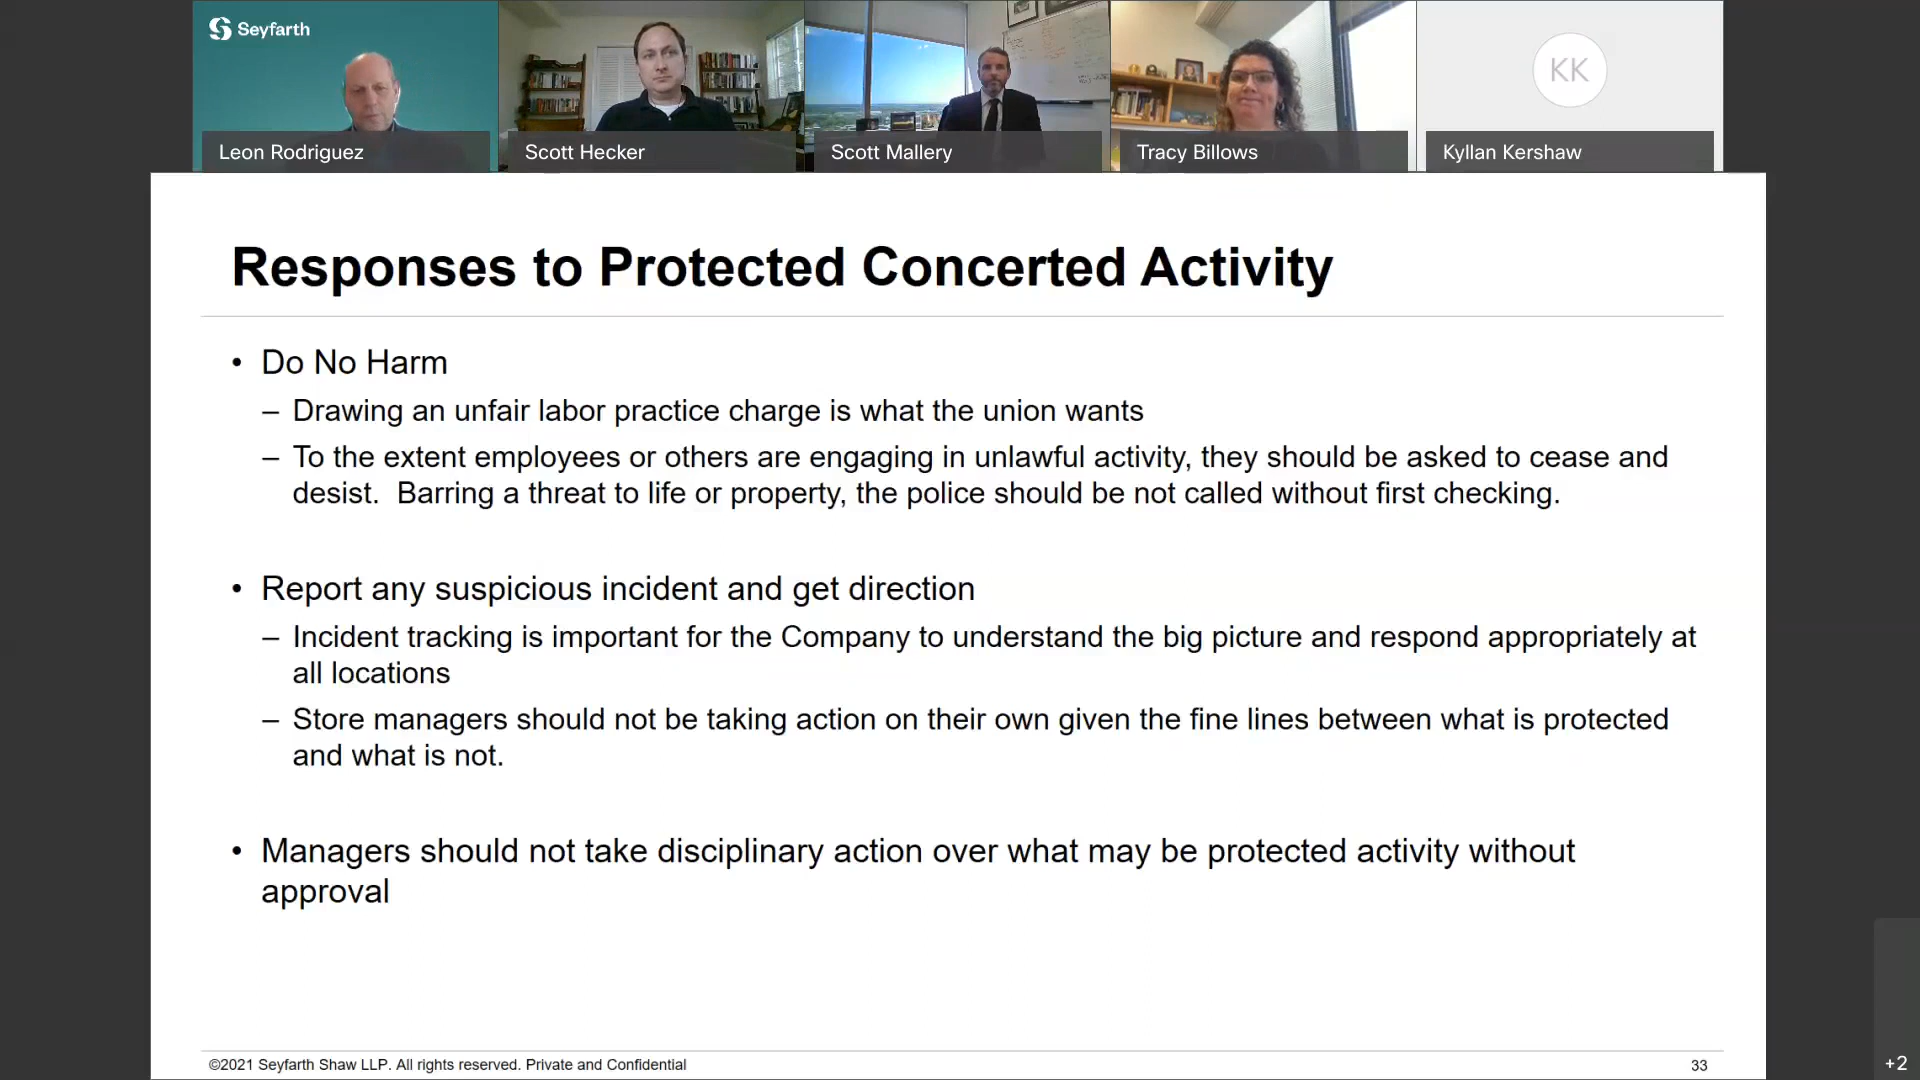 Seyfarth
Leon Rodriguez
Scott Hecker
Scott Mallery
Tracy Billows
KK
Kyllan Kershaw
Responses to Protected Concerted Activity
• Do No Harm
– Drawing an unfair labor practice charge is what the union wants
– To the extent employees or others are engaging in unlawful activity, they should be asked to cease and
desist.  Barring a threat to life or property, the police should be not called without first checking.
• Report any suspicious incident and get direction
– Incident tracking is important for the Company to understand the big picture and respond appropriately at
all locations
– Store managers should not be taking action on their own given the fine lines between what is protected
and what is not.
• Managers should not take disciplinary action over what may be protected activity without
approval
©2021 Seyfarth Shaw LLP. All rights reserved. Private and Confidential
33
+2